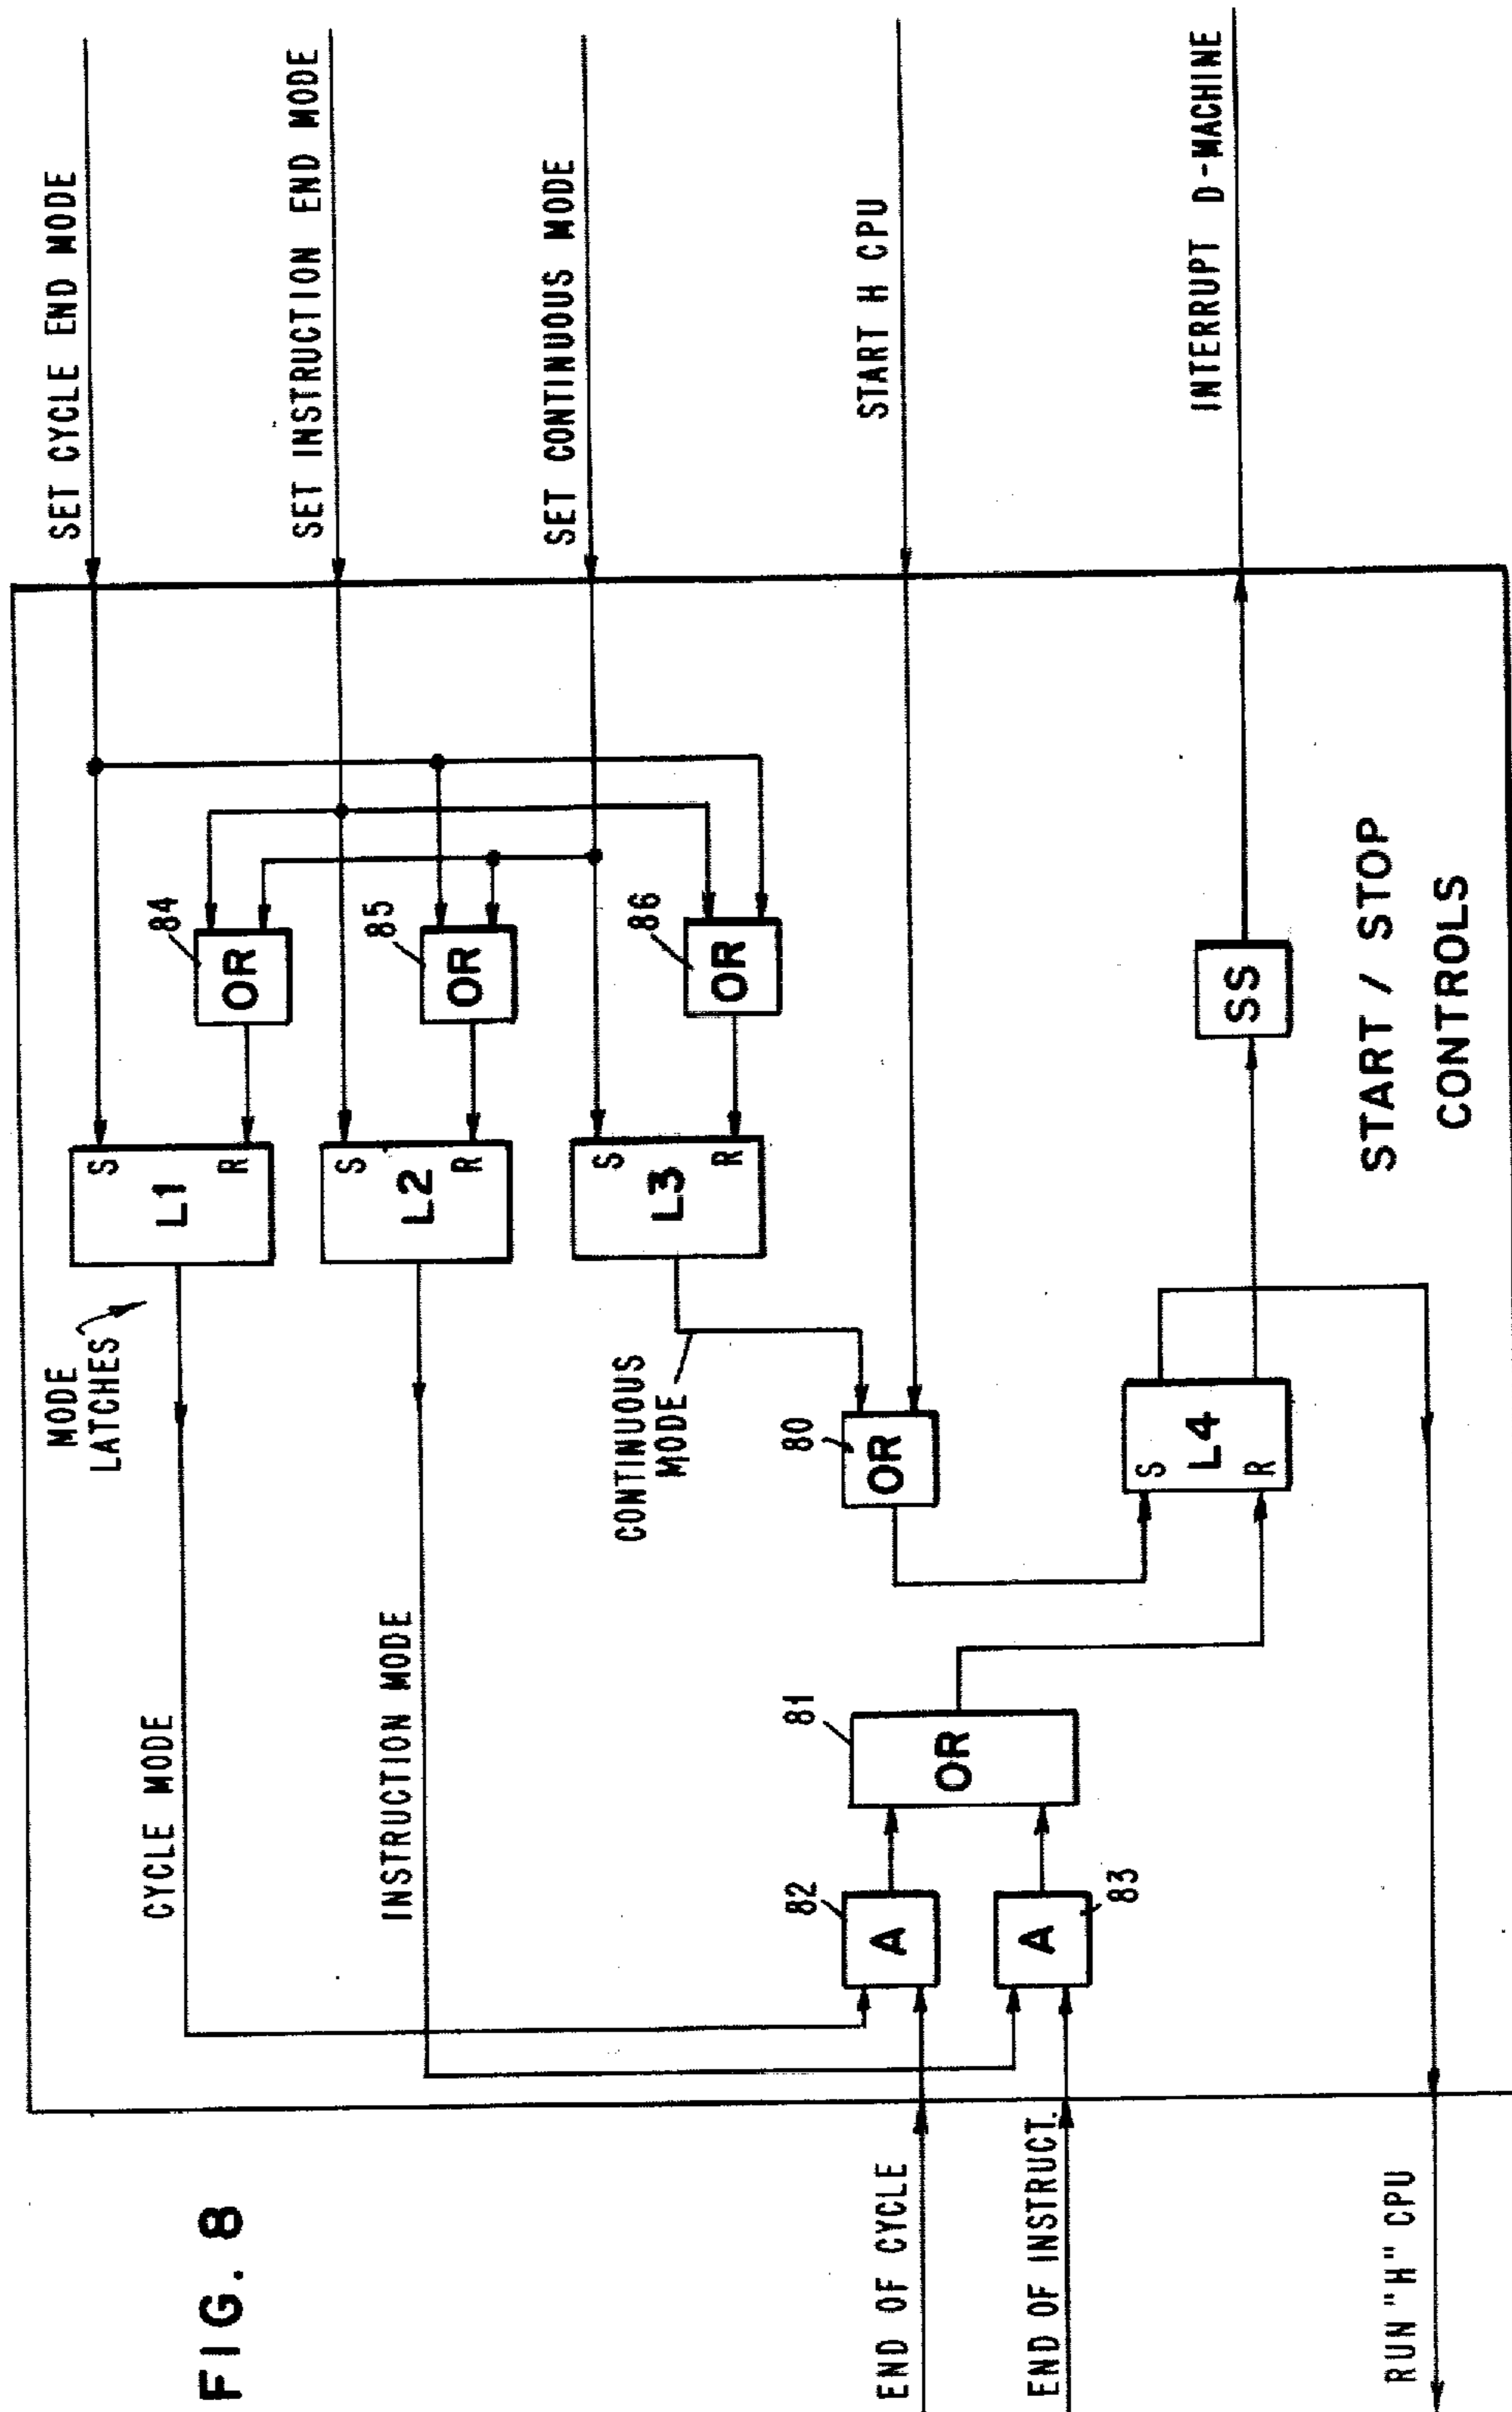 FIG. 8
SET CYCLE END MODE
SET INSTRUCTION END MODE
SET CONTINUOUS MODE
START H CPU
INTERRUPT D-MACHINE
MODE
LATCHES
CYCLE MODE
INSTRUCTION MODE
CONTINUOUS
MODE
L1
S
R
L2
S
R
L3
S
R
84
OR
85
OR
86
OR
80
OR
L4
S
R
SS
81
OR
82
A
83
A
END OF CYCLE
END OF INSTRUCT.
RUN "H" CPU
START / STOP
CONTROLS